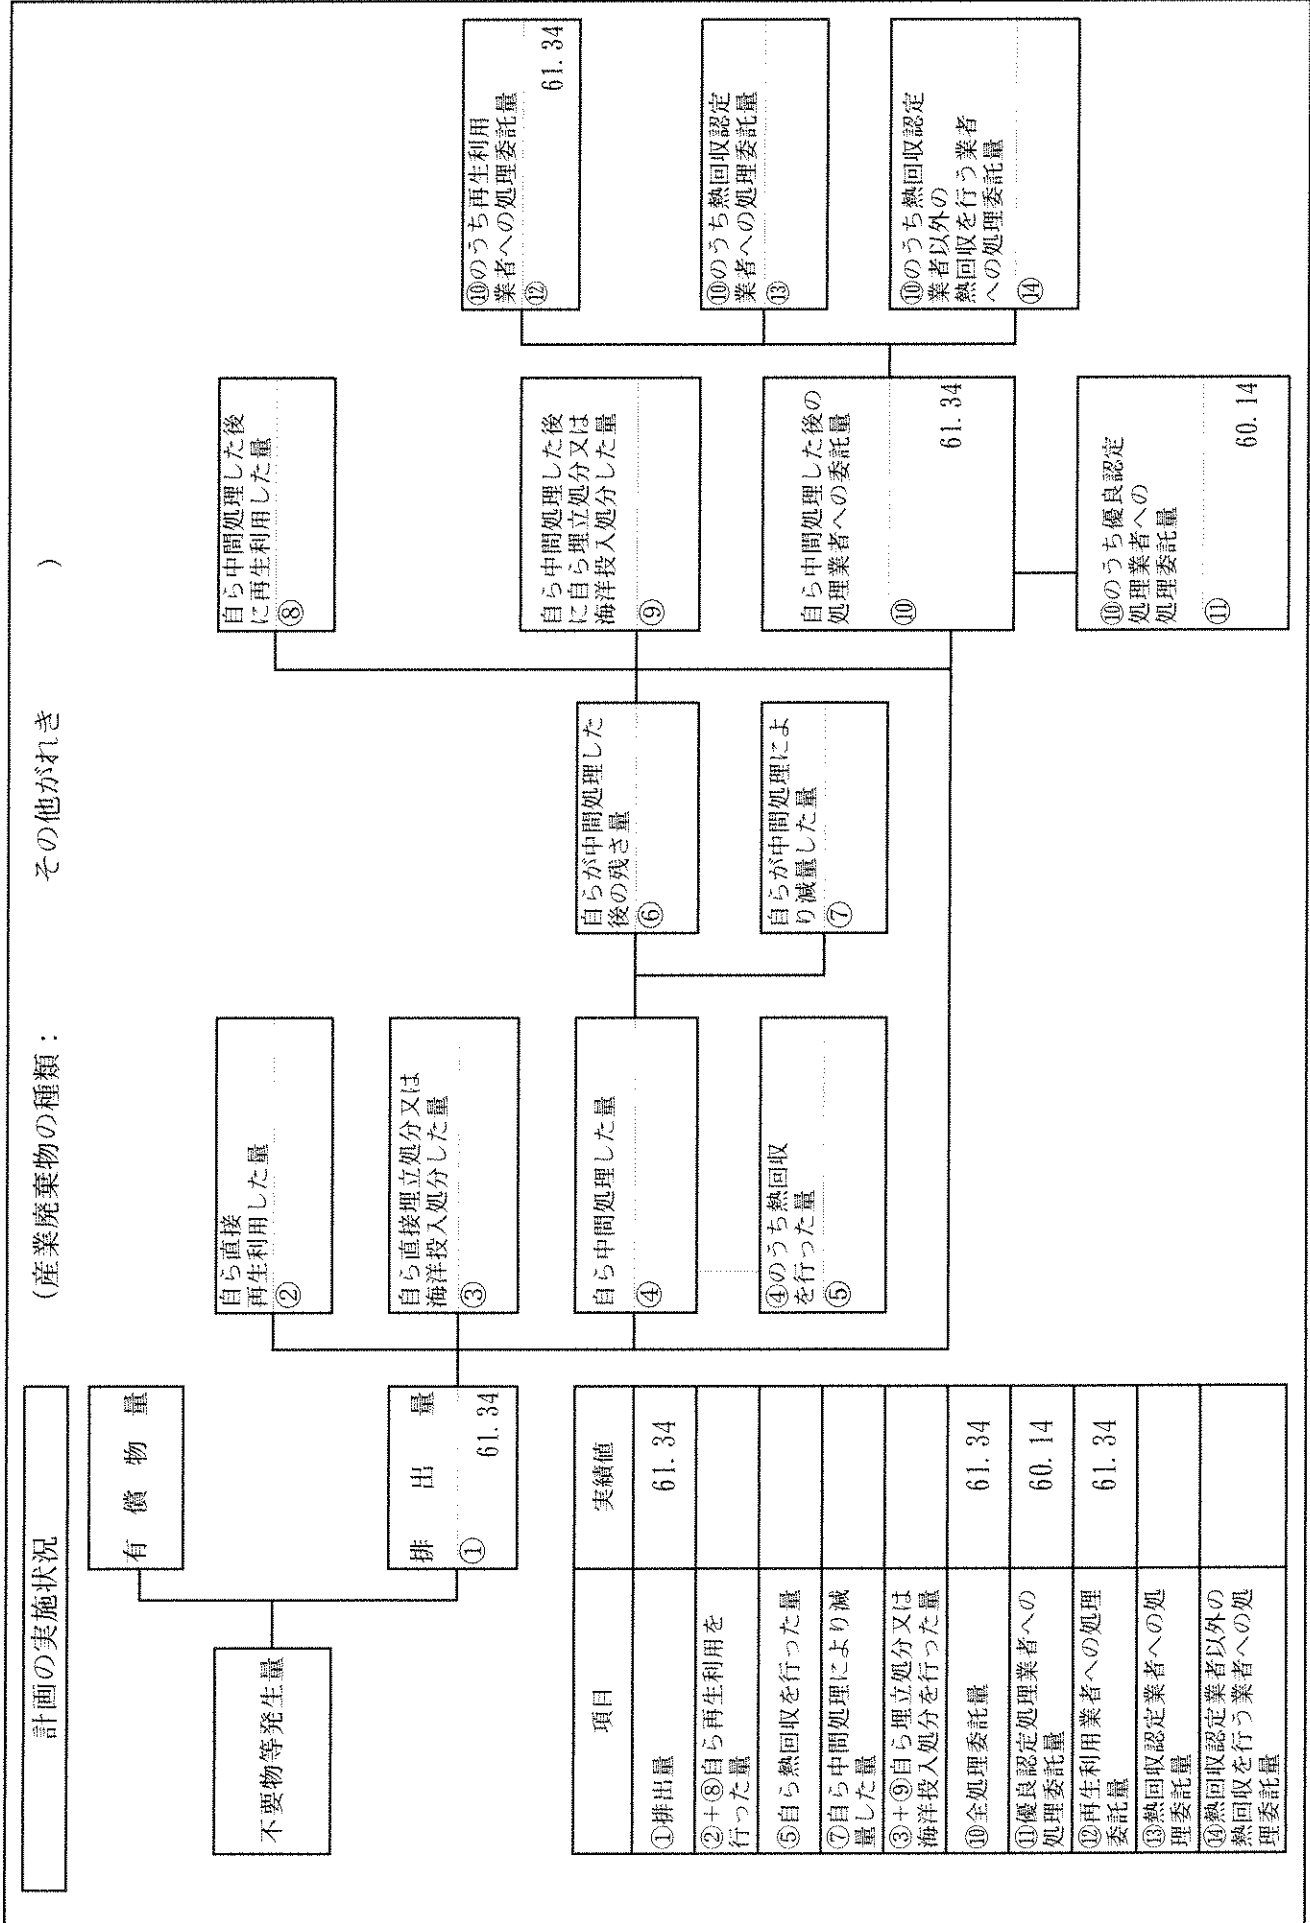 計画の実施状況
(産業廃棄物の種類： その他がれき )
不要物等発生量
有償物量
排出量
① 61.34
自ら直接
再生利用した量
②
自ら直接埋立処分又は
海洋投入処分した量
③
自ら中間処理した量
④
④のうち熱回収
を行った量
⑤
自らが中間処理した
後の残さ量
⑥
自らが中間処理によ
り減量した量
⑦
自ら中間処理した後
に再生利用した量
⑧
自ら中間処理した後
に自ら埋立処分又は
海洋投入処分した量
⑨
自ら中間処理した後の
処理業者への委託量
⑩ 61.34
⑩のうち優良認定
処理業者への
処理委託量
⑪ 60.14
⑩のうち再生利用
業者への処理委託量
⑫ 61.34
⑩のうち熱回収認定
業者への処理委託量
⑬
⑩のうち熱回収認定
業者以外の
熱回収を行う業者
への処理委託量
⑭
項目 実績値
①排出量 61.34
②＋⑧自ら再生利用を
行った量
⑤自ら熱回収を行った量
⑦自ら中間処理により減
量した量
③＋⑨自ら埋立処分又は
海洋投入処分を行った量
⑩全処理委託量 61.34
⑪優良認定処理業者への
処理委託量 60.14
⑫再生利用業者への処理
委託量 61.34
⑬熱回収認定業者への処
理委託量
⑭熱回収認定業者以外の
熱回収を行う業者への処
理委託量